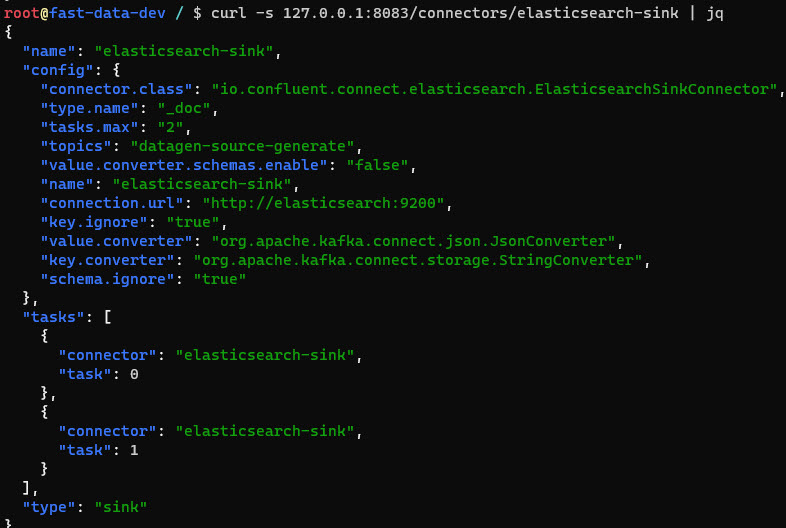 root@fast-data-dev / $ curl -s 127.0.0.1:8083/connectors/elasticsearch-sink | jq
{
  "name": "elasticsearch-sink",
  "config": {
    "connector.class": "io.confluent.connect.elasticsearch.ElasticsearchSinkConnector",
    "type.name": "_doc",
    "tasks.max": "2",
    "topics": "datagen-source-generate",
    "value.converter.schemas.enable": "false",
    "name": "elasticsearch-sink",
    "connection.url": "http://elasticsearch:9200",
    "key.ignore": "true",
    "value.converter": "org.apache.kafka.connect.json.JsonConverter",
    "key.converter": "org.apache.kafka.connect.storage.StringConverter",
    "schema.ignore": "true"
  },
  "tasks": [
    {
      "connector": "elasticsearch-sink",
      "task": 0
    },
    {
      "connector": "elasticsearch-sink",
      "task": 1
    }
  ],
  "type": "sink"
}